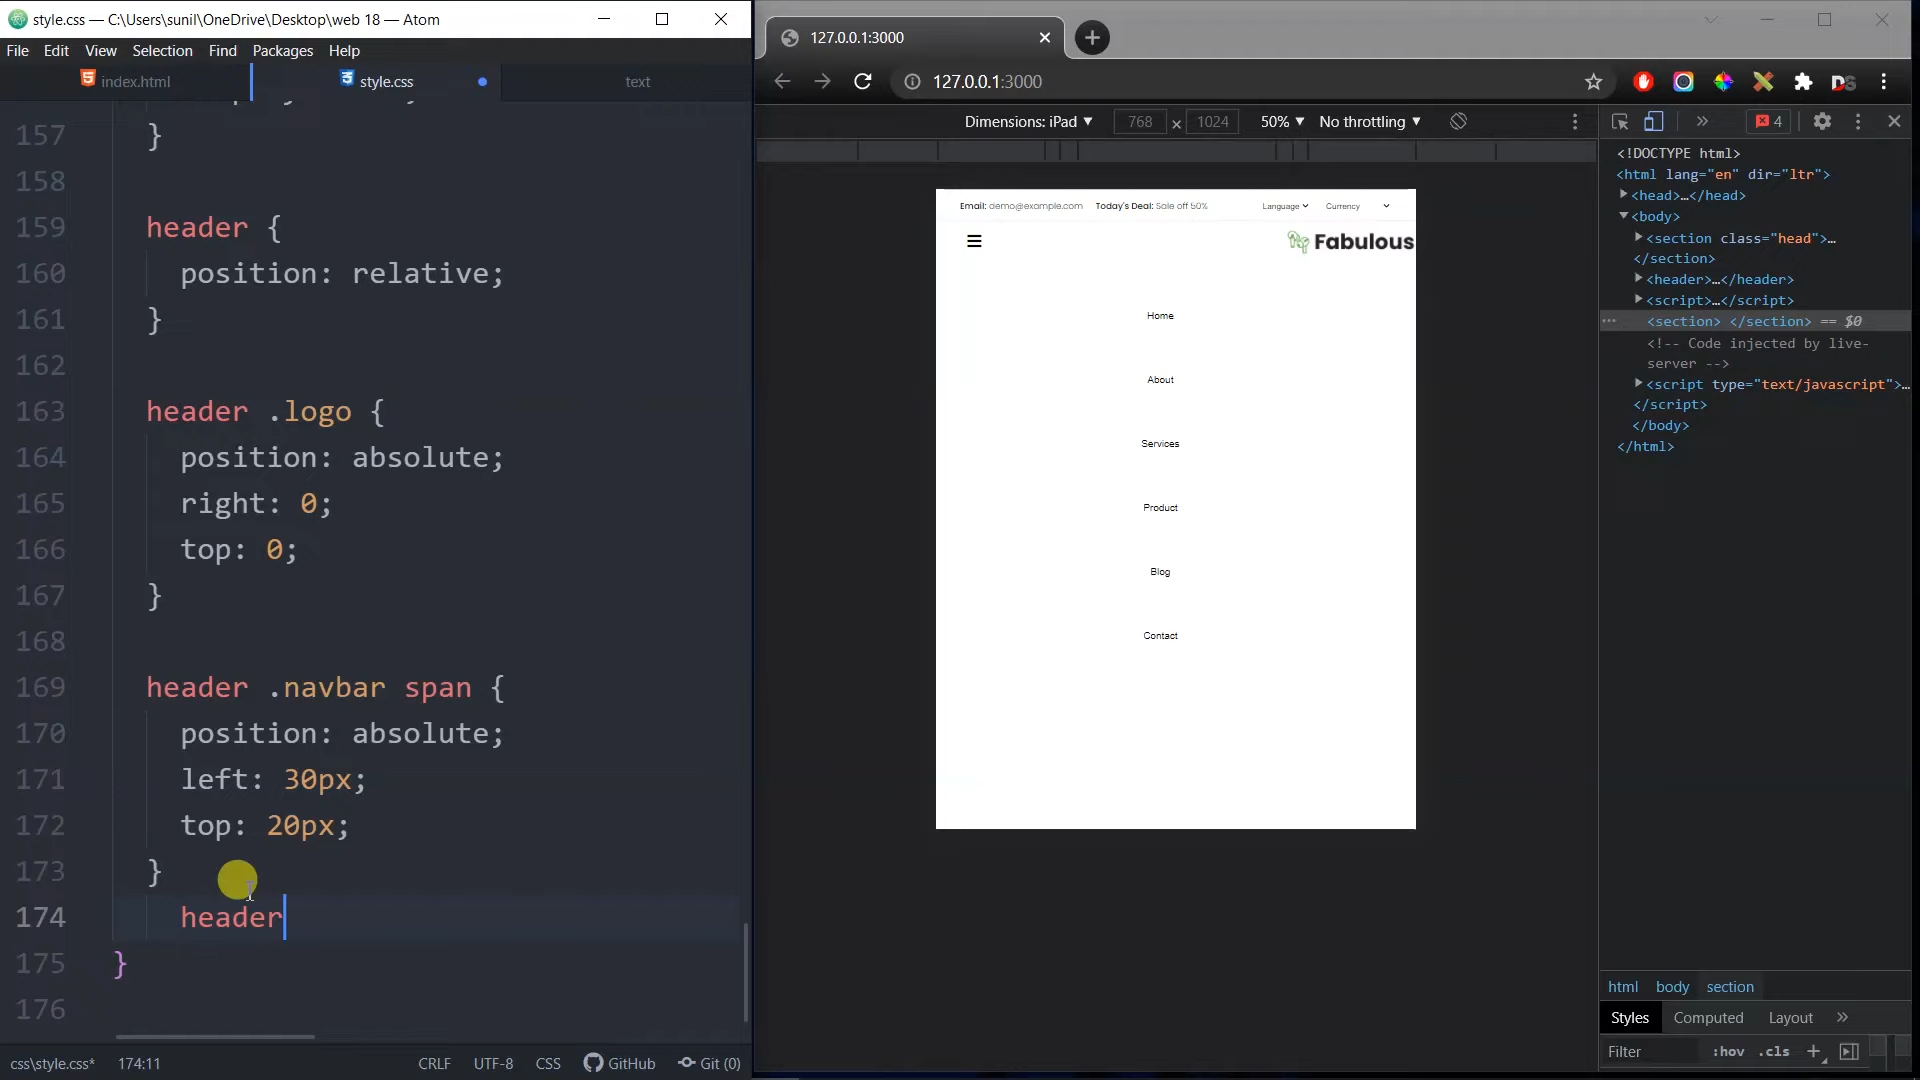 style.css — C:\Users\sunil\OneDrive\Desktop\web 18 — Atom
File Edit View Selection Find Packages Help
index.html style.css text
157 }
158
159 header {
160 position: relative;
161 }
162
163 header .logo {
164 position: absolute;
165 right: 0;
166 top: 0;
167 }
168
169 header .navbar span {
170 position: absolute;
171 left: 30px;
172 top: 20px;
173 }
174 header
175 }
176
css\style.css* 174:11 CRLF UTF-8 CSS GitHub Git (0)
127.0.0.1:3000
127.0.0.1:3000
Dimensions: iPad 768 × 1024 50% No throttling
Email: demo@example.com Today's Deal: Sale off 50% Language Currency
Fabulous
Home
About
Services
Product
Blog
Contact
4
<!DOCTYPE html>
<html lang="en" dir="ltr">
<head>…</head>
<body>
<section class="head">…
</section>
<header>…</header>
<script>…</script>
<section> </section> == $0
<!-- Code injected by live-
server -->
<script type="text/javascript">…
</script>
</body>
</html>
html body section
Styles Computed Layout
Filter :hov .cls